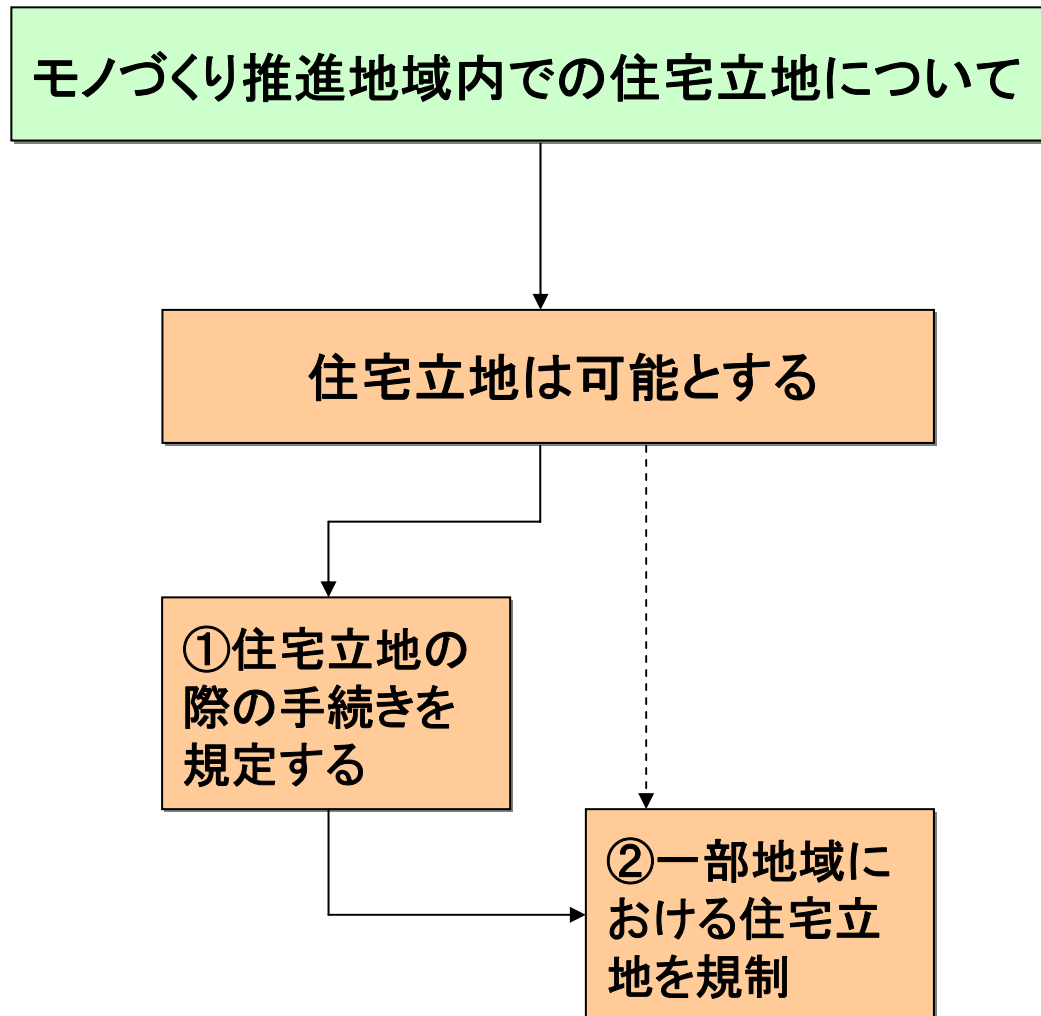 モノづくり推進地域内での住宅立地について
住宅立地は可能とする
①住宅立地の
際の手続きを
規定する
②一部地域に
おける住宅立
地を規制